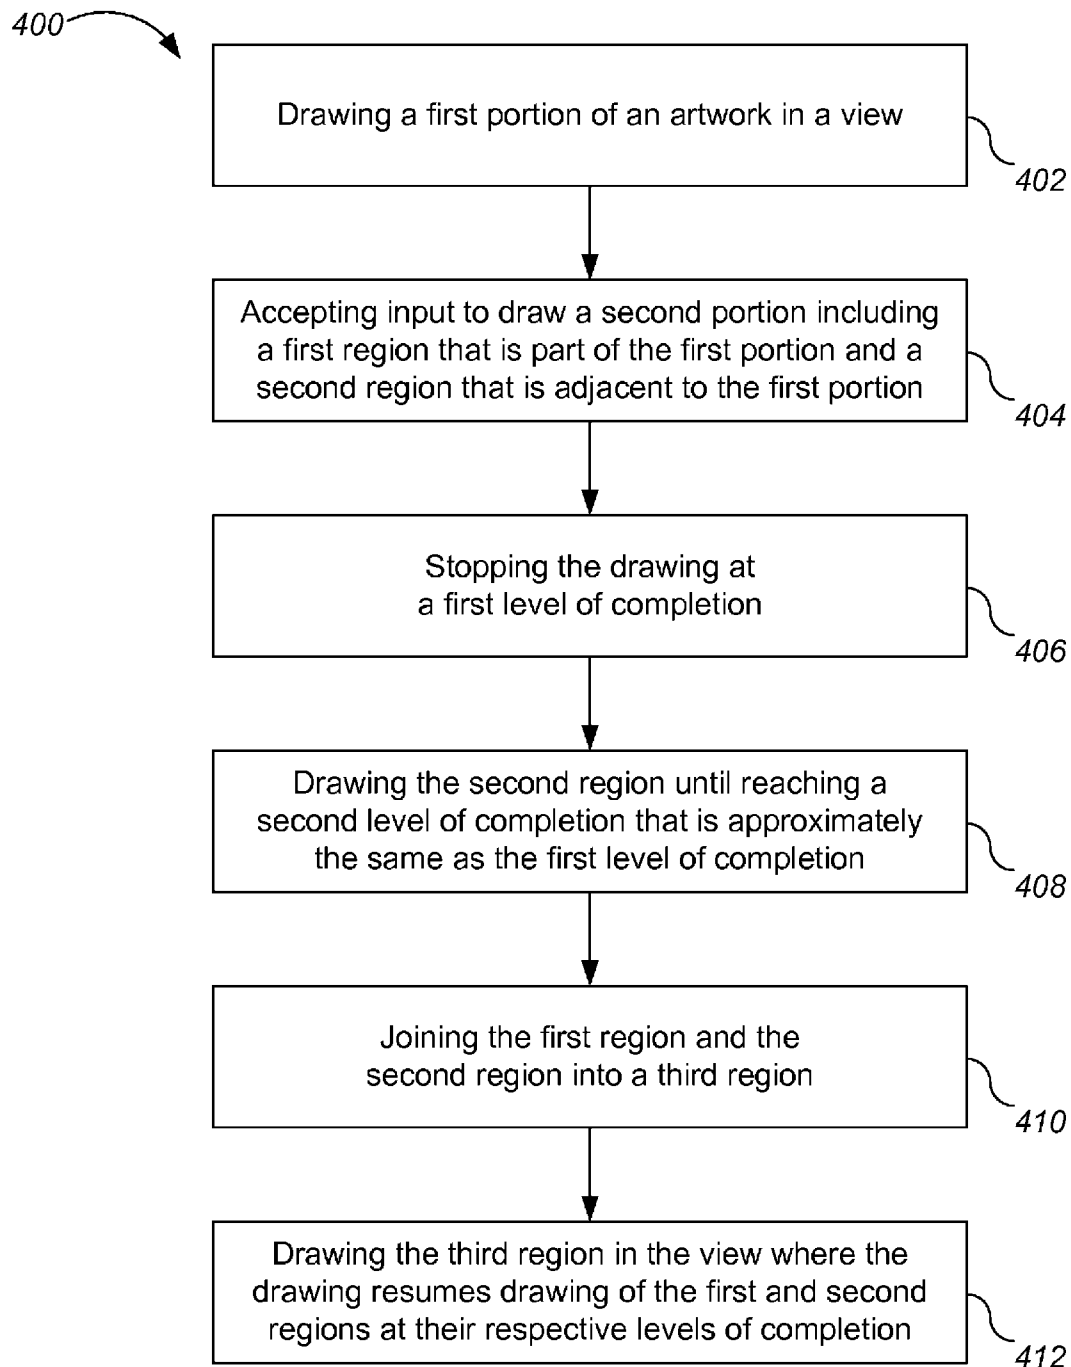 400
Drawing a first portion of an artwork in a view
402
Accepting input to draw a second portion including
a first region that is part of the first portion and a
second region that is adjacent to the first portion
404
Stopping the drawing at
a first level of completion
406
Drawing the second region until reaching a
second level of completion that is approximately
the same as the first level of completion
408
Joining the first region and the
second region into a third region
410
Drawing the third region in the view where the
drawing resumes drawing of the first and second
regions at their respective levels of completion
412